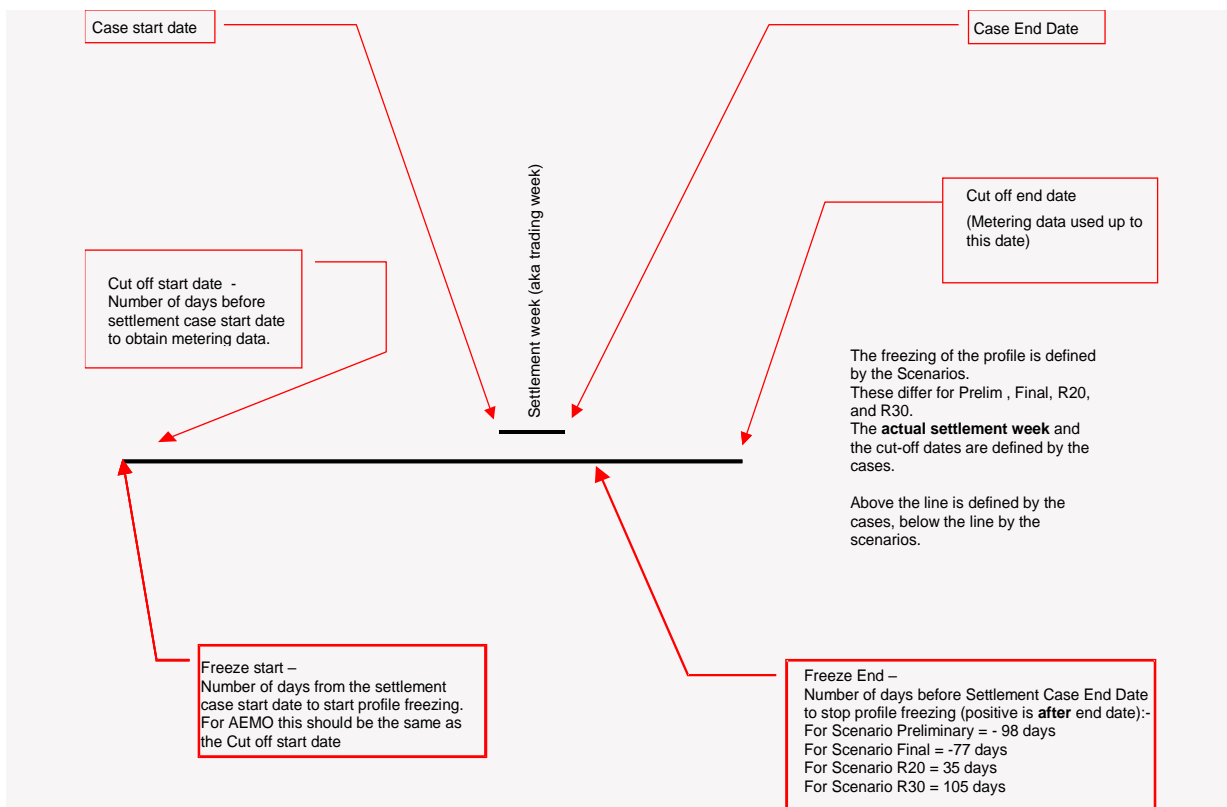 Case start date
Case End Date
Settlement week (aka trading week)
Cut off end date
(Metering data used up to
this date)
Cut off start date -
Number of days before
settlement case start date
to obtain metering data.
The freezing of the profile is defined
by the Scenarios.
These differ for Prelim , Final, R20,
and R30.
The actual settlement week and
the cut-off dates are defined by the
cases.
Above the line is defined by the
cases, below the line by the
scenarios.
Freeze start –
Number of days from the settlement
case start date to start profile freezing.
For AEMO this should be the same as
the Cut off start date
Freeze End –
Number of days before Settlement Case End Date
to stop profile freezing (positive is after end date):-
For Scenario Preliminary = - 98 days
For Scenario Final = -77 days
For Scenario R20 = 35 days
For Scenario R30 = 105 days